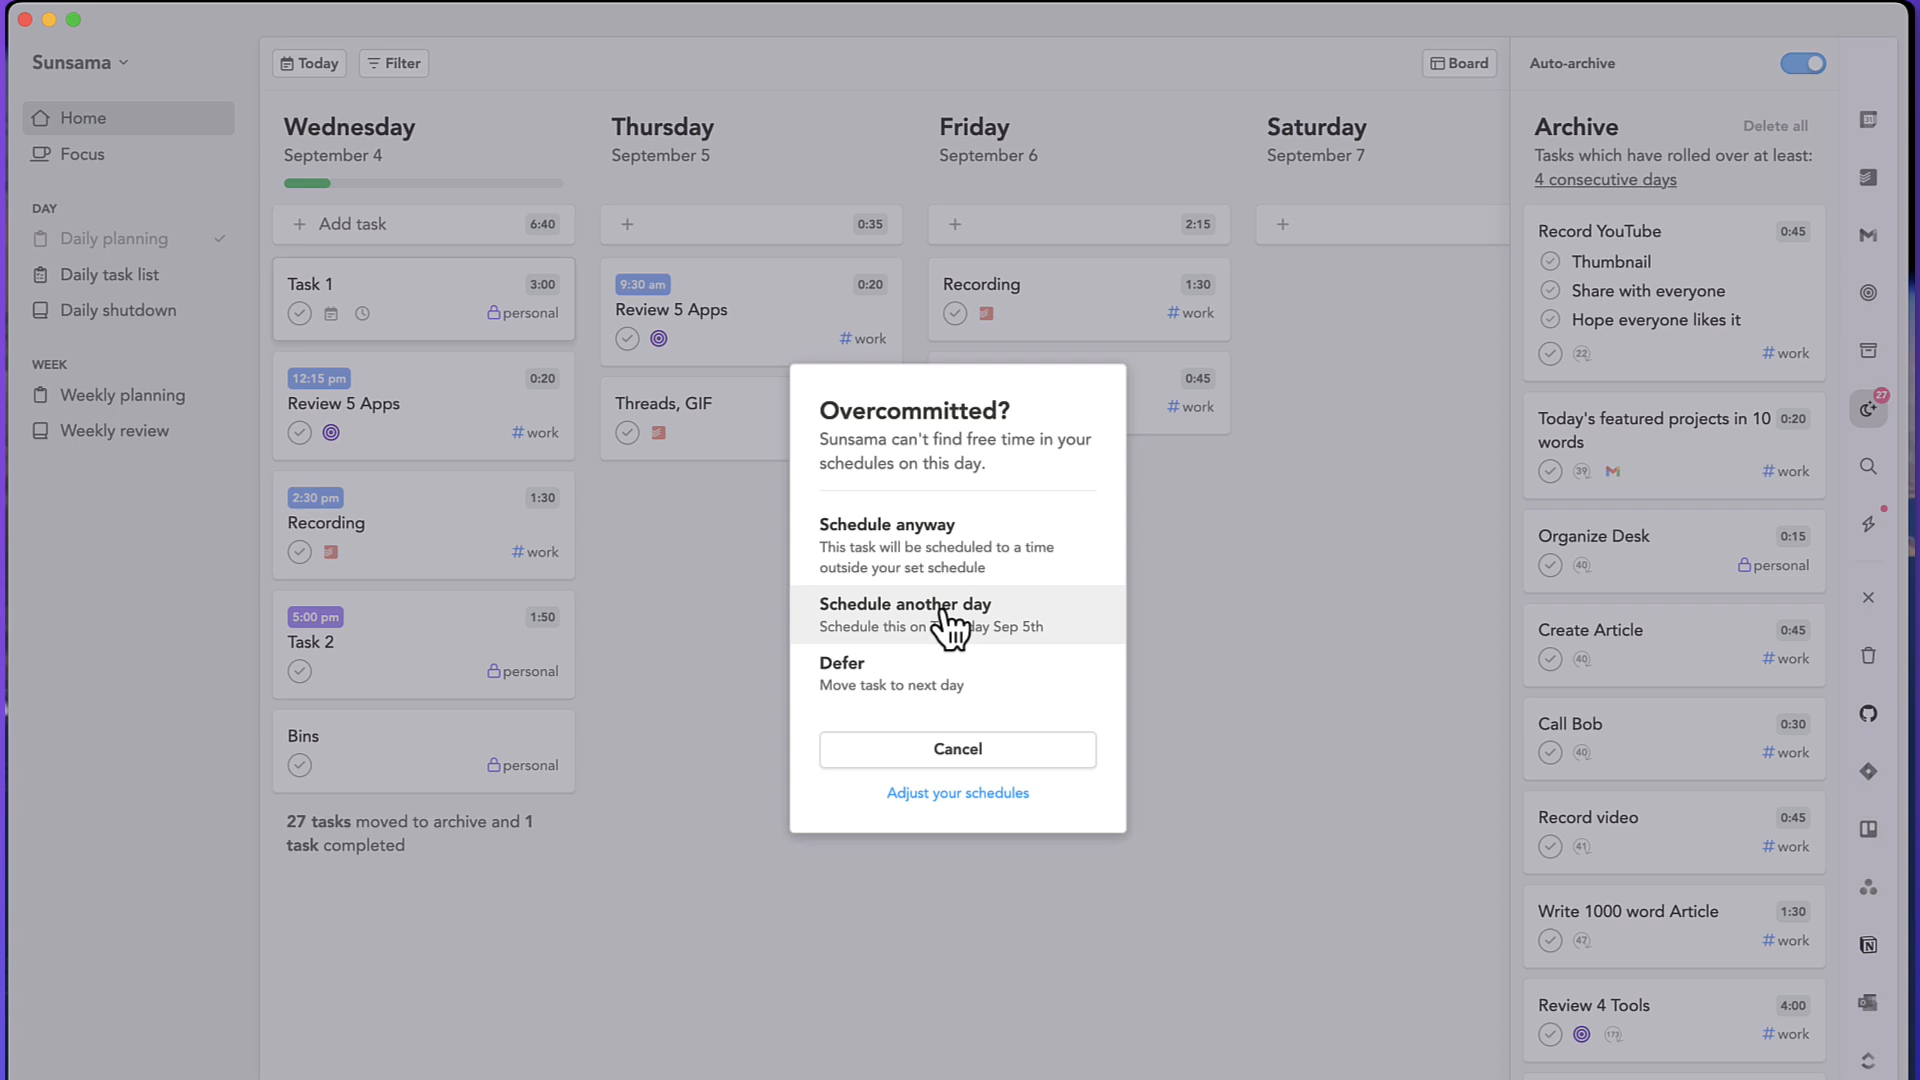 Sunsama
Home
Focus
DAY
Daily planning
Daily task list
Daily shutdown
WEEK
Weekly planning
Weekly review
Today
Filter
Board
Wednesday
September 4
Add task
6:40
Task 1
3:00
personal
12:15 pm
0:20
Review 5 Apps
# work
2:30 pm
1:30
Recording
# work
5:00 pm
1:50
Task 2
personal
Bins
personal
27 tasks moved to archive and 1
task completed
Thursday
September 5
0:35
9:30 am
0:20
Review 5 Apps
# work
Threads, GIF
Friday
September 6
2:15
Recording
1:30
# work
0:45
# work
Saturday
September 7
Overcommitted?
Sunsama can't find free time in your
schedules on this day.
Schedule anyway
This task will be scheduled to a time
outside your set schedule
Schedule another day
Schedule this on day Sep 5th
Defer
Move task to next day
Cancel
Adjust your schedules
Auto-archive
Archive
Delete all
Tasks which have rolled over at least:
4 consecutive days
Record YouTube
0:45
Thumbnail
Share with everyone
Hope everyone likes it
22
# work
Today's featured projects in 10
words
0:20
39
# work
Organize Desk
0:15
40
personal
Create Article
0:45
40
# work
Call Bob
0:30
40
# work
Record video
0:45
41
# work
Write 1000 word Article
1:30
47
# work
Review 4 Tools
4:00
173
# work
31
27